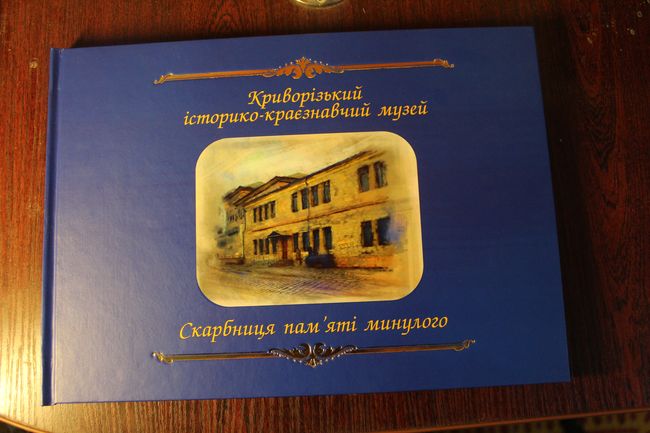 Криворізький
історико-краєзнавчий музей
Скарбниця пам'яті минулого